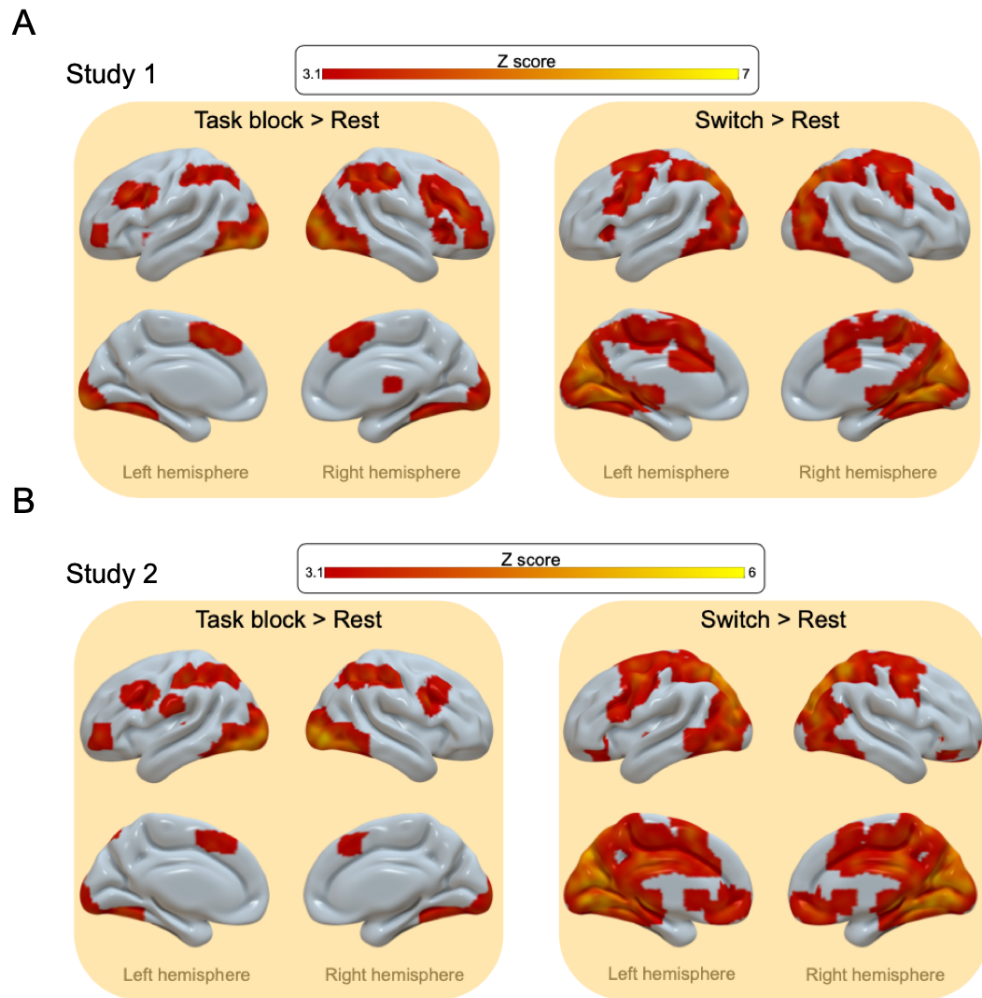 A
Study 1
Z score
3.1
7
Task block > Rest
Switch > Rest
Left hemisphere
Right hemisphere
Left hemisphere
Right hemisphere
B
Study 2
Z score
3.1
6
Task block > Rest
Switch > Rest
Left hemisphere
Right hemisphere
Left hemisphere
Right hemisphere